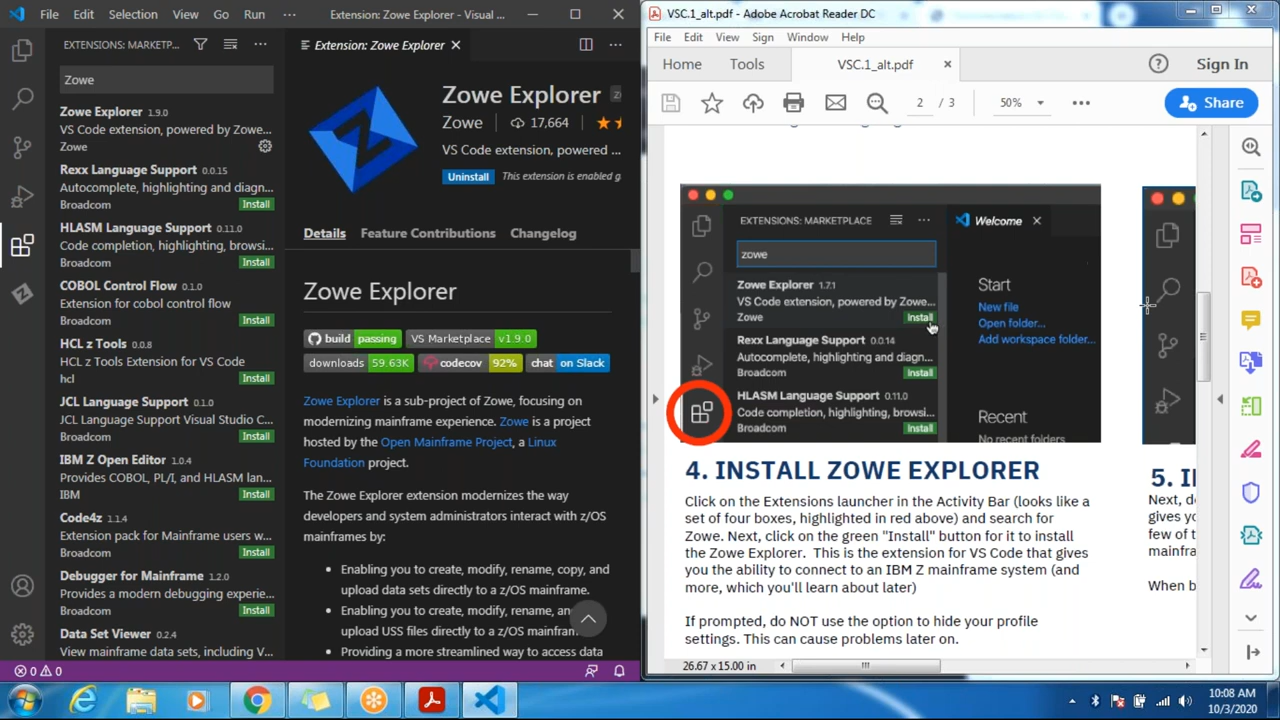 File Edit Selection View Go Run ··· Extension: Zowe Explorer - Visual ...
EXTENSIONS: MARKETP...
Zowe
Zowe Explorer 1.9.0
VS Code extension, powered by Zowe...
Zowe
Rexx Language Support 0.0.15
Autocomplete, highlighting and diagn...
Broadcom Install
HLASM Language Support 0.11.0
Code completion, highlighting, browsi...
Broadcom Install
COBOL Control Flow 0.1.0
Extension for cobol control flow
Broadcom Install
HCL z Tools 0.0.8
HCL z Tools Extension for VS Code
hcl Install
JCL Language Support 0.1.0
JCL Language Support Visual Studio C...
Broadcom Install
IBM Z Open Editor 1.0.4
Provides COBOL, PL/I, and HLASM lan...
IBM Install
Code4z 1.1.4
Extension pack for Mainframe users w...
Broadcom Install
Debugger for Mainframe 1.2.0
Provides a modern debugging experie...
Broadcom Install
Data Set Viewer 0.2.4
View mainframe data sets, including V...
0 0
Extension: Zowe Explorer
Zowe Explorer
Zowe 17,664
VS Code extension, powered ...
Uninstall This extension is enabled g
Details Feature Contributions Changelog
Zowe Explorer
build passing VS Marketplace v1.9.0
downloads 59.63K codecov 92% chat on Slack
Zowe Explorer is a sub-project of Zowe, focusing on
modernizing mainframe experience. Zowe is a project
hosted by the Open Mainframe Project, a Linux
Foundation project.
The Zowe Explorer extension modernizes the way
developers and system administrators interact with z/OS
mainframes by:
• Enabling you to create, modify, rename, copy, and
upload data sets directly to a z/OS mainframe.
• Enabling you to create, modify, rename, and
upload USS files directly to a z/OS mainfram
• Providing a more streamlined way to access data
VSC.1_alt.pdf - Adobe Acrobat Reader DC
File Edit View Sign Window Help
Home Tools VSC.1_alt.pdf Sign In
2 / 3 50% Share
EXTENSIONS: MARKETPLACE
zowe
Zowe Explorer 1.7.1
VS Code extension, powered by Zowe...
Zowe Install
Rexx Language Support 0.0.14
Autocomplete, highlighting and diagn...
Broadcom Install
HLASM Language Support 0.11.0
Code completion, highlighting, browsi...
Broadcom Install
Welcome
Start
New file
Open folder...
Add workspace folder...
Recent
No recent folders
4. INSTALL ZOWE EXPLORER
Click on the Extensions launcher in the Activity Bar (looks like a
set of four boxes, highlighted in red above) and search for
Zowe. Next, click on the green "Install" button for it to install
the Zowe Explorer. This is the extension for VS Code that gives
you the ability to connect to an IBM Z mainframe system (and
more, which you'll learn about later)
If prompted, do NOT use the option to hide your profile
settings. This can cause problems later on.
5. I
Next, d
gives yo
few of t
mainfra
When b
26.67 x 15.00 in
10:08 AM
10/3/2020